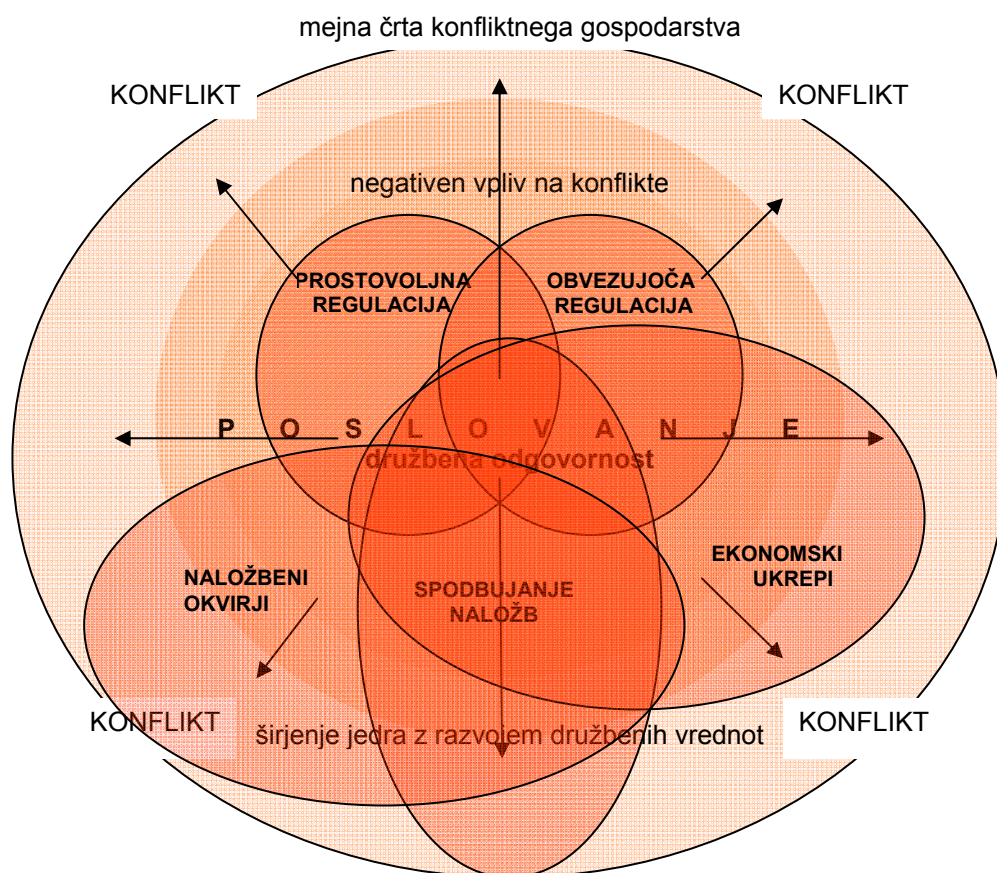 mejna črta konfliktnega gospodarstva
KONFLIKT
KONFLIKT
negativen vpliv na konflikte
PROSTOVOLJNA
REGULACIJA
OBVEZUJOČA
REGULACIJA
P O S L O V A N J E
družbena odgovornost
NALOŽBENI
OKVIRJI
SPODBUJANJE
NALOŽB
EKONOMSKI
UKREPI
KONFLIKT
KONFLIKT
širjenje jedra z razvojem družbenih vrednot